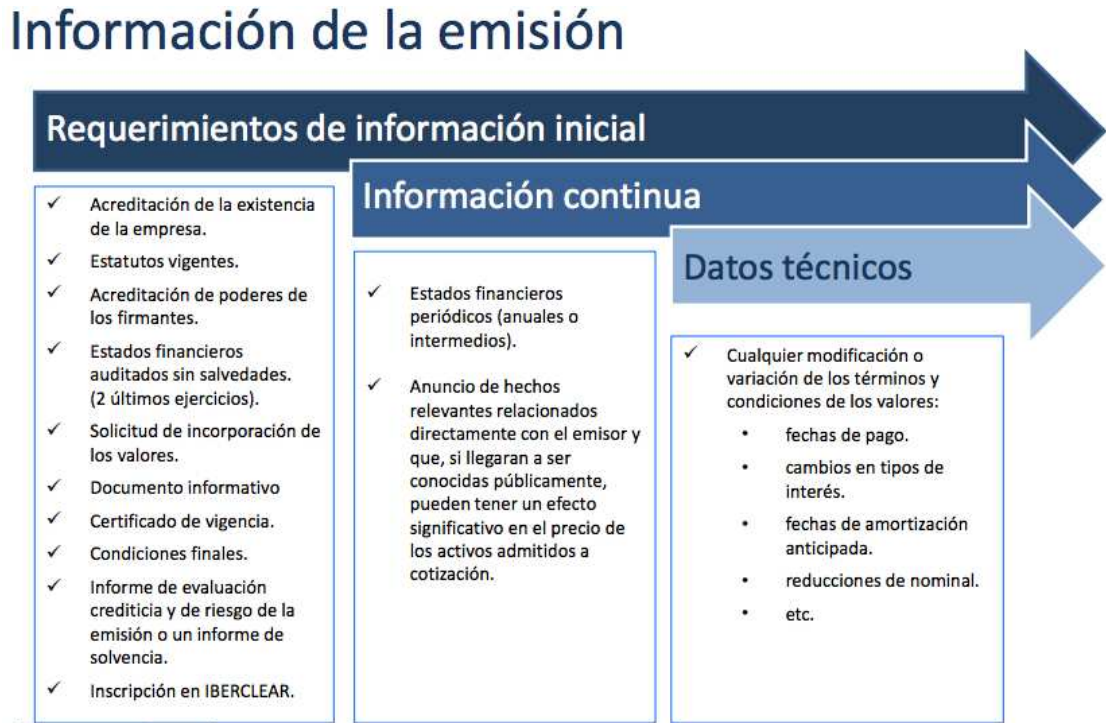 Información de la emisión
Requerimientos de información inicial
✓ Acreditación de la existencia
de la empresa.
✓ Estatutos vigentes.
✓ Acreditación de poderes de
los firmantes.
✓ Estados financieros
auditados sin salvedades.
(2 últimos ejercicios).
✓ Solicitud de incorporación de
los valores.
✓ Documento informativo
✓ Certificado de vigencia.
✓ Condiciones finales.
✓ Informe de evaluación
crediticia y de riesgo de la
emisión o un informe de
solvencia.
✓ Inscripción en IBERCLEAR.
Información continua
✓ Estados financieros
periódicos (anuales o
intermedios).
✓ Anuncio de hechos
relevantes relacionados
directamente con el emisor y
que, si llegaran a ser
conocidas públicamente,
pueden tener un efecto
significativo en el precio de
los activos admitidos a
cotización.
Datos técnicos
✓ Cualquier modificación o
variación de los términos y
condiciones de los valores:
• fechas de pago.
• cambios en tipos de
interés.
• fechas de amortización
anticipada.
• reducciones de nominal.
• etc.